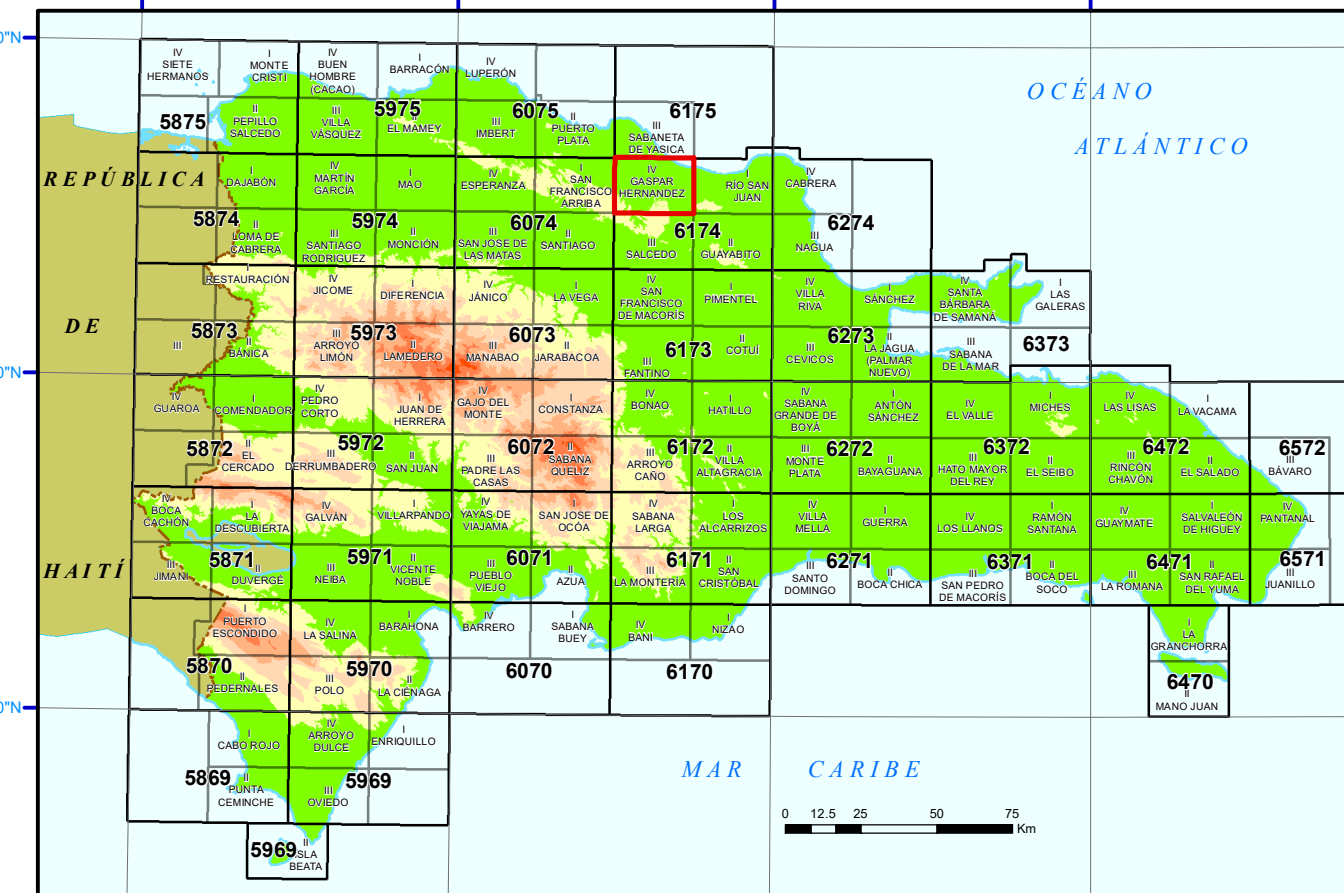 0"N
0"N
0"N
OCÉANO
ATLÁNTICO
REPÚBLICA
DE
HAITÍ
MAR CARIBE
0 12.5 25 50 75
Km
IV
SIETE
HERMANOS
I
MONTE
CRISTI
5875
II
PEPILLO
SALCEDO
IV
BUEN
HOMBRE
(CACAO)
I
BARRACÓN
5975
III
VILLA
VÁSQUEZ
II
EL MAMEY
IV
LUPERÓN
6075
III
IMBERT
II
PUERTO
PLATA
6175
III
SABANETA
DE YASICA
I
DAJABÓN
5874
II
LOMA DE
CABRERA
IV
MARTÍN
GARCÍA
I
MAO
5974
III
SANTIAGO
RODRIGUEZ
II
MONCIÓN
IV
ESPERANZA
I
SAN
FRANCISCO
ARRIBA
6074
III
SAN JOSE DE
LAS MATAS
II
SANTIAGO
IV
GASPAR
HERNANDEZ
I
RÍO SAN
JUAN
6174
III
SALCEDO
II
GUAYABITO
IV
CABRERA
6274
III
NAGUA
I
RESTAURACIÓN
5873
III
II
BÁNICA
IV
JICOME
I
DIFERENCIA
5973
III
ARROYO
LIMÓN
II
LAMEDERO
IV
JÁNICO
I
LA VEGA
6073
III
MANABAO
II
JARABACOA
IV
SAN
FRANCISCO
DE MACORÍS
I
PIMENTEL
6173
III
FANTINO
II
COTUÍ
IV
VILLA
RIVA
I
SÁNCHEZ
6273
III
CEVICOS
II
LA JAGUA
(PALMAR
NUEVO)
IV
SANTA
BÁRBARA
DE SAMANÁ
I
LAS
GALERAS
6373
III
SABANA
DE LA MAR
IV
GUAROA
I
COMENDADOR
5872
II
EL
CERCADO
IV
PEDRO
CORTO
I
JUAN DE
HERRERA
5972
III
DERRUMBADERO
II
SAN JUAN
IV
GAJO DEL
MONTE
I
CONSTANZA
6072
III
PADRE LAS
CASAS
II
SABANA
QUELIZ
IV
BONAO
I
HATILLO
6172
III
ARROYO
CAÑO
II
VILLA
ALTAGRACIA
IV
SABANA
GRANDE DE
BOYÁ
I
ANTÓN
SÁNCHEZ
6272
III
MONTE
PLATA
II
BAYAGUANA
IV
EL VALLE
I
MICHES
6372
III
HATO MAYOR
DEL REY
II
EL SEIBO
IV
LAS LISAS
I
LA VACAMA
6472
III
RINCÓN
CHAVÓN
II
EL SALADO
6572
III
BÁVARO
IV
BOCA
CACHÓN
I
LA
DESCUBIERTA
5871
III
JIMANÍ
II
DUVERGÉ
IV
GALVÁN
I
VILLARPANDO
5971
III
NEIBA
II
VICENTE
NOBLE
IV
YAYAS DE
VIAJAMA
I
SAN JOSE DE
OCÓA
6071
III
PUEBLO
VIEJO
II
AZUA
IV
SABANA
LARGA
I
LOS
ALCARRIZOS
6171
III
LA MONTERÍA
II
SAN
CRISTÓBAL
IV
VILLA
MELLA
I
GUERRA
6271
III
SANTO
DOMINGO
II
BOCA CHICA
IV
LOS LLANOS
I
RAMÓN
SANTANA
6371
III
SAN PEDRO
DE MACORÍS
II
BOCA DEL
SOCO
IV
GUAYMATE
I
SALVALEÓN
DE HIGUEY
6471
III
LA ROMANA
II
SAN RAFAEL
DEL YUMA
IV
PANTANAL
6571
III
JUANILLO
I
PUERTO
ESCONDIDO
5870
II
PEDERNALES
IV
LA SALINA
I
BARAHONA
5970
III
POLO
II
LA CIÉNAGA
IV
BARRERO
I
SABANA
BUEY
6070
IV
BANI
I
NIZAO
6170
I
LA
GRANCHORRA
6470
II
MANO JUAN
I
CABO ROJO
5869
II
PUNTA
CEMINCHE
IV
ARROYO
DULCE
I
ENRIQUILLO
5969
III
OVIEDO
5969
II
ISLA
BEATA